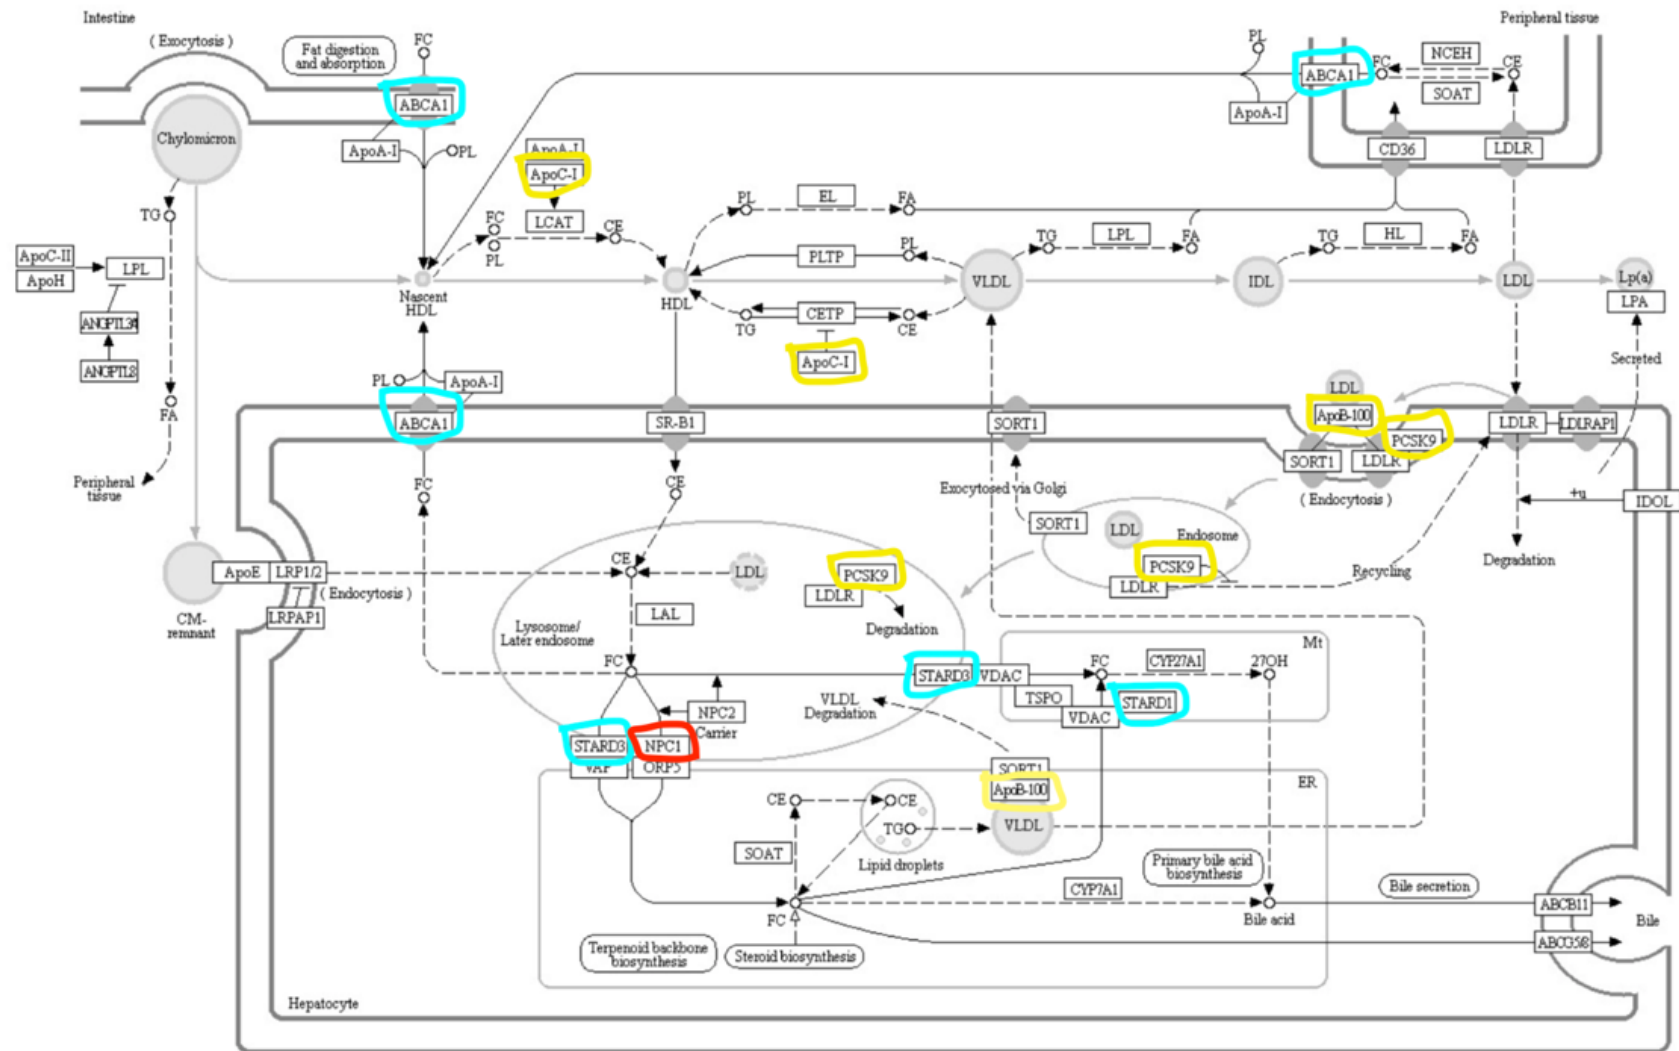 Intestine
( Exocytosis )
Fat digestion
and absorption
FC
ABCA1
Chylomicron
ApoA-I
PL
ApoA-I
ApoC-I
LCAT
FC
PL
CE
TG
ApoC-II
ApoH
LPL
ANGPTL8
FA
Peripheral
tissue
Nascent
HDL
HDL
PL
EL
FA
PLTP
PL
VLDL
CETP
TG
CE
ApoC-I
TG
LPL
FA
IDL
TG
HL
FA
LDL
Lp(a)
LPA
Secreted
Peripheral tissue
PL
ABCA1
ApoA-I
FC
NCEH
CE
SOAT
CD36
LDLR
PL
ApoA-I
ABCA1
FC
SR-B1
CE
SORT1
Exocytosed via Golgi
SORT1
LDL
Endosome
PCSK9
LDLR
Recycling
LDL
ApoB-100
PCSK9
SORT1
LDLR
( Endocytosis )
LDLR
LDLRAP1
+u
IDOL
Degradation
CM-
remnant
ApoE
LRP1/2
( Endocytosis )
LRPAP1
CE
LDL
LAL
Lysosome/
Later endosome
FC
PCSK9
LDLR
Degradation
NPC2
Carrier
STARD3
NPC1
VAP
ORP5
STARD3
VDAC
FC
CYP27A1
27OH
Mt
TSPO
VDAC
STARD1
VLDL
Degradation
SORT1
ApoB-100
VLDL
ER
CE
CE
TG
Lipid droplets
SOAT
FC
CYP7A1
Primary bile acid
biosynthesis
Bile acid
Bile secretion
ABCB11
ABCG5/8
Bile
Terpenoid backbone
biosynthesis
Steroid biosynthesis
Hepatocyte